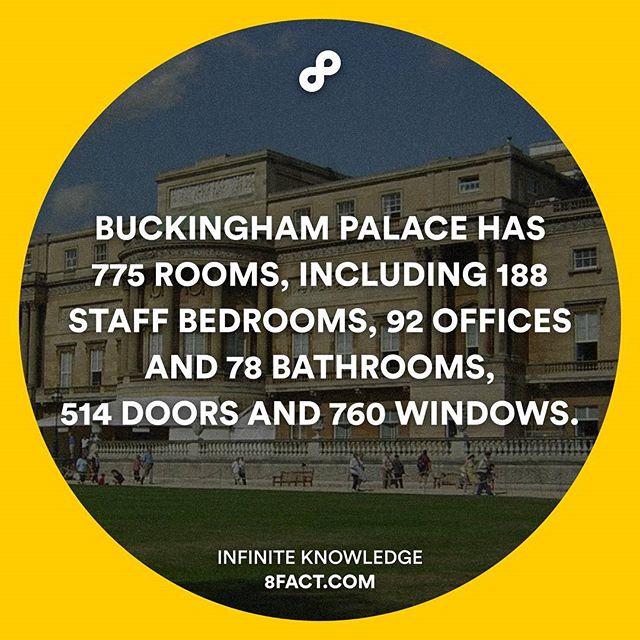 BUCKINGHAM PALACE HAS
775 ROOMS, INCLUDING 188
STAFF BEDROOMS, 92 OFFICES
AND 78 BATHROOMS,
514 DOORS AND 760 WINDOWS.
INFINITE KNOWLEDGE
8FACT.COM